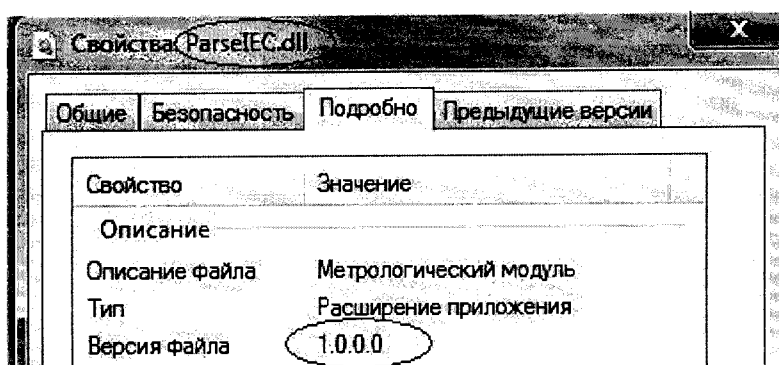 Свойства: ParseIEC.dll
Общие Безопасность Подробно Предыдущие версии
Свойство Значение
Описание
Описание файла Метрологический модуль
Тип Расширение приложения
Версия файла 1.0.0.0